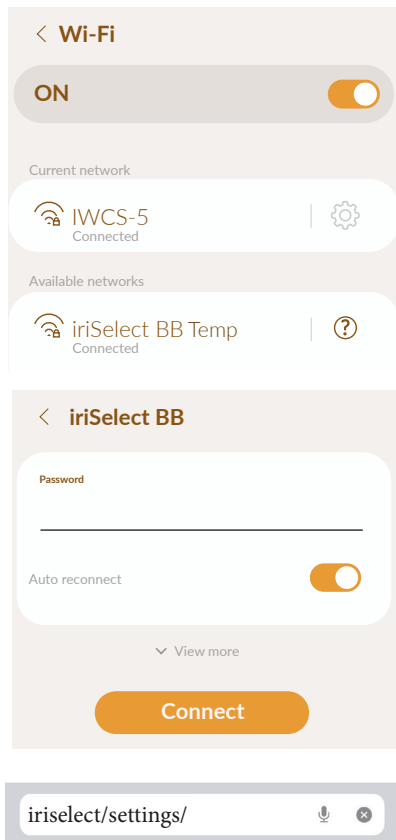 Wi-Fi
ON
Current network
IWCS-5
Connected
Available networks
iriSelect BB Temp
?
Connected
iriSelect BB
Password
Auto reconnect
View more
Connect
iriselect/settings/